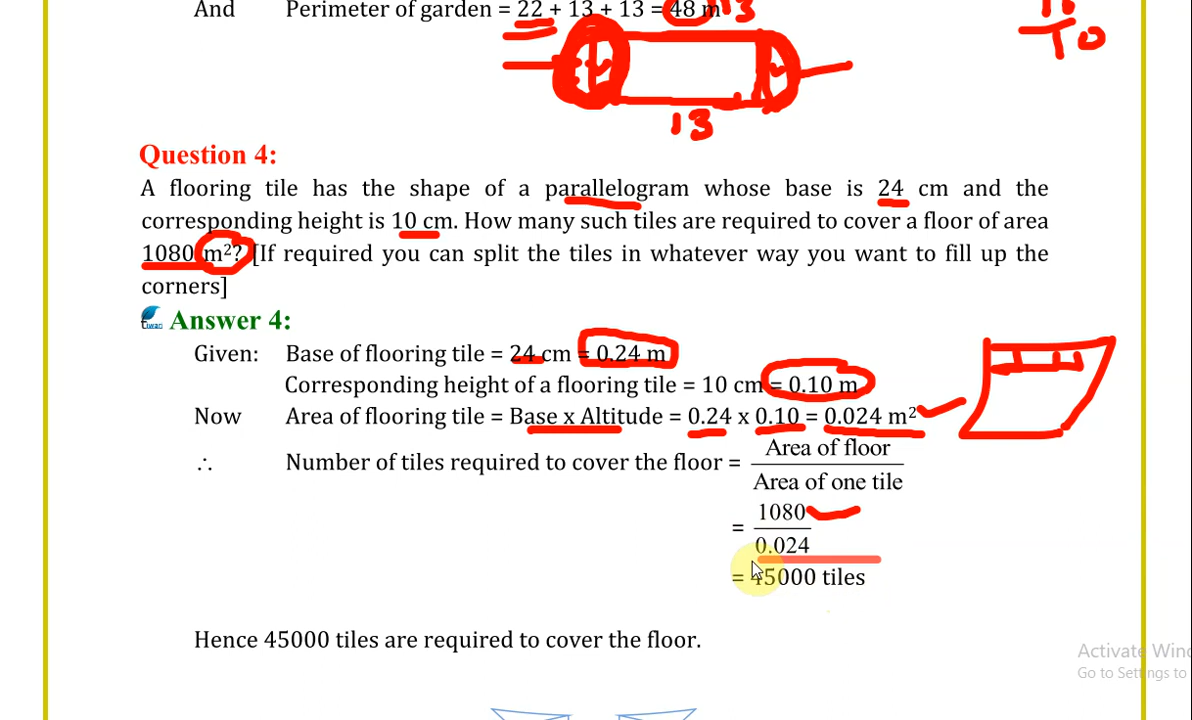 And Perimeter of garden = 22 + 13 + 13 = 48 m 13
10
13
Question 4:
A flooring tile has the shape of a parallelogram whose base is 24 cm and the
corresponding height is 10 cm. How many such tiles are required to cover a floor of area
1080 m²? [If required you can split the tiles in whatever way you want to fill up the
corners]
Answer 4:
Given: Base of flooring tile = 24 cm = 0.24 m
Corresponding height of a flooring tile = 10 cm = 0.10 m
Now Area of flooring tile = Base x Altitude = 0.24 x 0.10 = 0.024 m²
∴ Number of tiles required to cover the floor = Area of floor
Area of one tile
= 1080
0.024
= 45000 tiles
Hence 45000 tiles are required to cover the floor.
Activate Wind
Go to Settings to